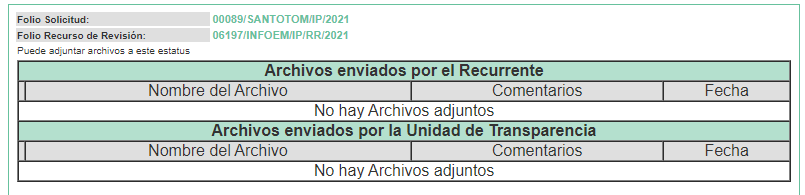 Folio Solicitud: 00089/SANTOTOM/IP/2021
Folio Recurso de Revisión: 06197/INFOEM/IP/RR/2021
Puede adjuntar archivos a este estatus
Archivos enviados por el Recurrente
Nombre del Archivo Comentarios Fecha
No hay Archivos adjuntos
Archivos enviados por la Unidad de Transparencia
Nombre del Archivo Comentarios Fecha
No hay Archivos adjuntos